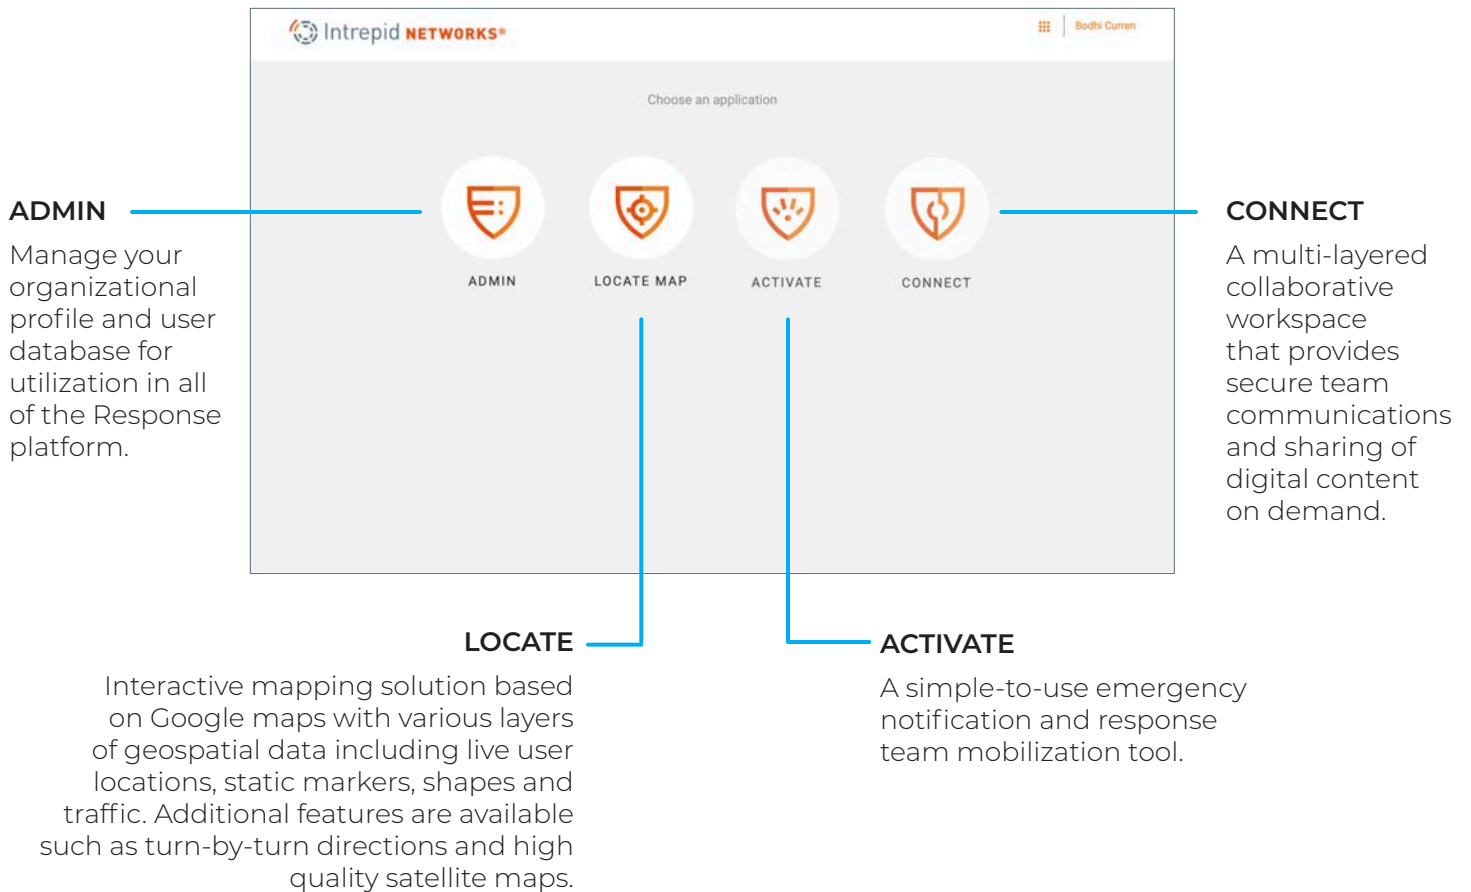 Intrepid NETWORKS®
Bodhi Curren
Choose an application
ADMIN
LOCATE MAP
ACTIVATE
CONNECT
ADMIN
Manage your
organizational
profile and user
database for
utilization in all
of the Response
platform.
CONNECT
A multi-layered
collaborative
workspace
that provides
secure team
communications
and sharing of
digital content
on demand.
LOCATE
Interactive mapping solution based
on Google maps with various layers
of geospatial data including live user
locations, static markers, shapes and
traffic. Additional features are available
such as turn-by-turn directions and high
quality satellite maps.
ACTIVATE
A simple-to-use emergency
notification and response
team mobilization tool.